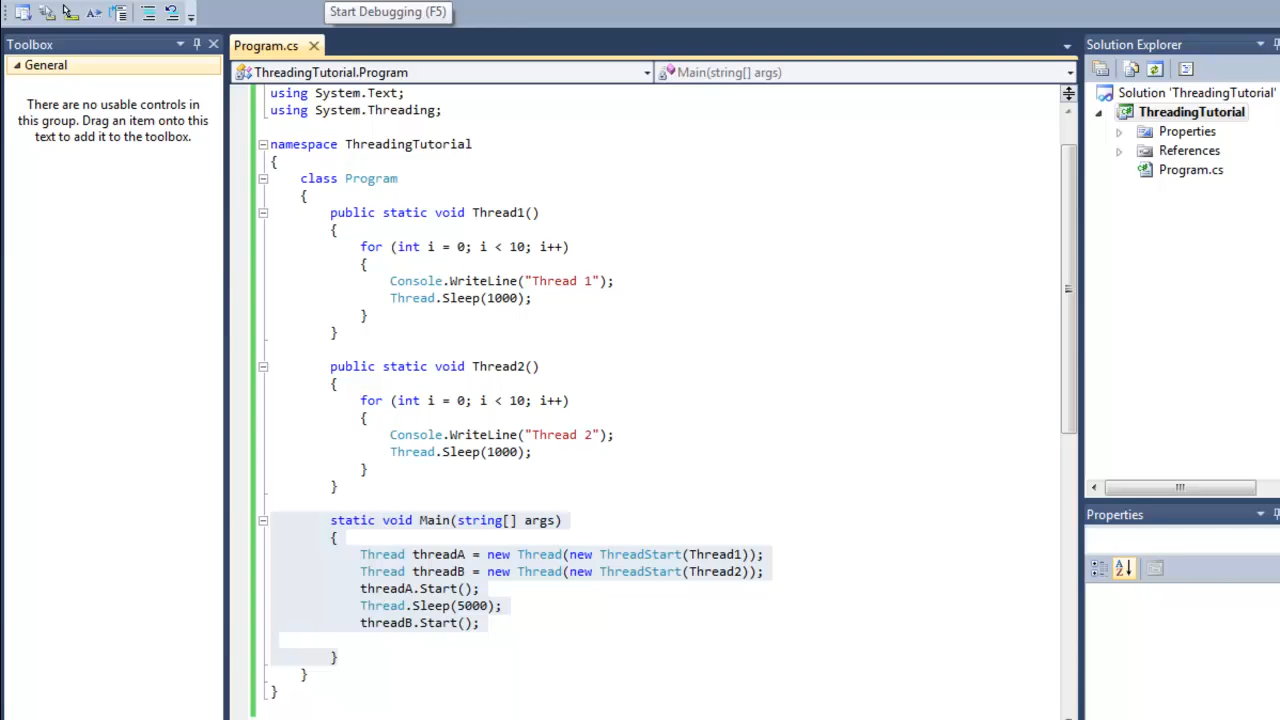 Start Debugging (F5)
Toolbox
General
There are no usable controls in
this group. Drag an item onto this
text to add it to the toolbox.
Program.cs
ThreadingTutorial.Program
Main(string[] args)
using System.Text;
using System.Threading;
namespace ThreadingTutorial
{
class Program
{
public static void Thread1()
{
for (int i = 0; i < 10; i++)
{
Console.WriteLine("Thread 1");
Thread.Sleep(1000);
}
}
public static void Thread2()
{
for (int i = 0; i < 10; i++)
{
Console.WriteLine("Thread 2");
Thread.Sleep(1000);
}
}
static void Main(string[] args)
{
Thread threadA = new Thread(new ThreadStart(Thread1));
Thread threadB = new Thread(new ThreadStart(Thread2));
threadA.Start();
Thread.Sleep(5000);
threadB.Start();
}
}
}
Solution Explorer
Solution 'ThreadingTutorial'
ThreadingTutorial
Properties
References
Program.cs
Properties